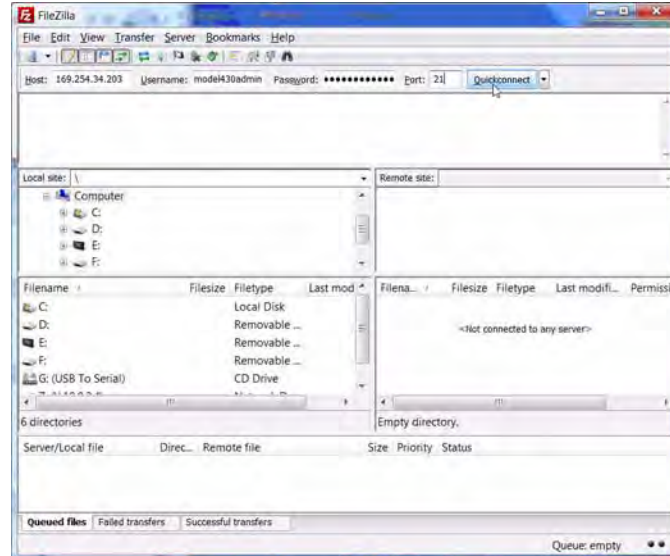 FileZilla
File Edit View Transfer Server Bookmarks Help
Host: 169.254.34.203 Username: model430admin Password: •••••••••••• Port: 21 Quickconnect
Local site: \ Remote site:
Computer
C:
D:
E:
F:
Filename Filesize Filetype Last mod Filena... Filesize Filetype Last modifi... Permissi
C: Local Disk
D: Removable ...
E: Removable ...
F: Removable ...
G: (USB To Serial) CD Drive
<Not connected to any server>
6 directories Empty directory.
Server/Local file Direc... Remote file Size Priority Status
Queued files Failed transfers Successful transfers
Queue: empty